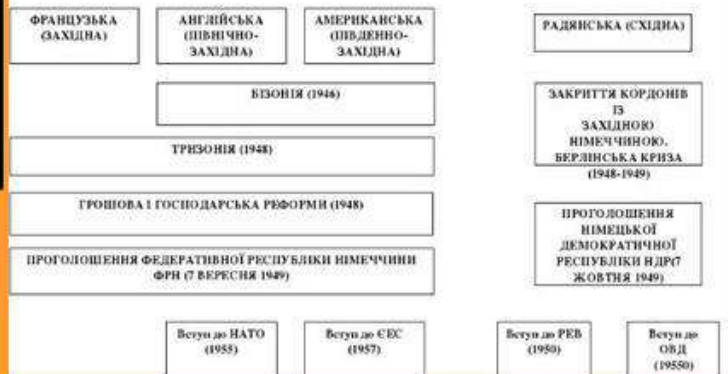 ФРАНЦУЗЬКА
(ЗАХІДНА)
АНГЛІЙСЬКА
(ПІВНІЧНО-
ЗАХІДНА)
АМЕРИКАНСЬКА
(ПІВДЕННО-
ЗАХІДНА)
РАДЯНСЬКА (СХІДНА)
БІЗОНІЯ (1946)
ТРИЗОНІЯ (1948)
ГРОШОВА І ГОСПОДАРСЬКА РЕФОРМИ (1948)
ПРОГОЛОШЕННЯ ФЕДЕРАТИВНОЇ РЕСПУБЛІКИ НІМЕЧЧИНИ
ФРН (7 ВЕРЕСНЯ 1949)
ЗАКРИТТЯ КОРДОНІВ
ІЗ
ЗАХІДНОЮ
НІМЕЧЧИНОЮ.
БЕРЛІНСЬКА КРИЗА
(1948-1949)
ПРОГОЛОШЕННЯ
НІМЕЦЬКОЇ
ДЕМОКРАТИЧНОЇ
РЕСПУБЛІКИ НДР(7
ЖОВТНЯ 1949)
Вступ до НАТО
(1955)
Вступ до ЄЕС
(1957)
Вступ до РЕВ
(1950)
Вступ до
ОВД
(19550)